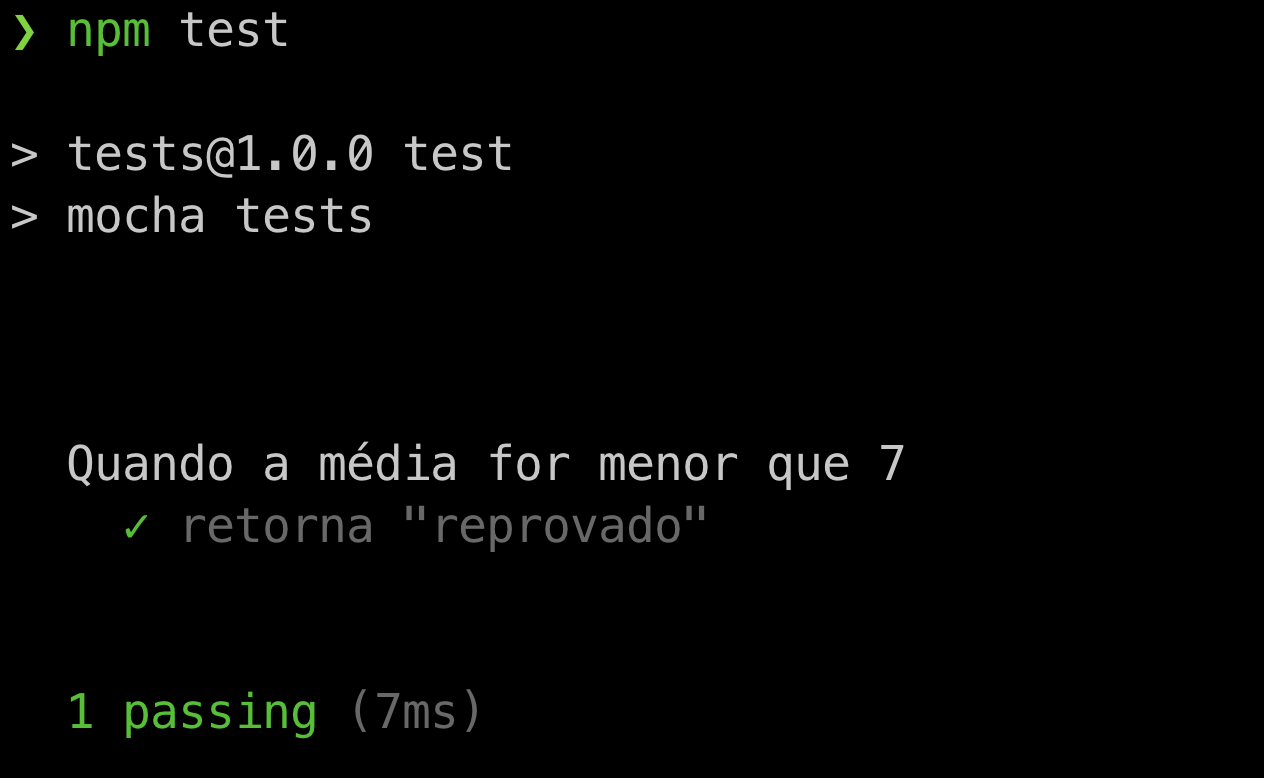 ❯ npm test
> tests@1.0.0 test
> mocha tests
Quando a média for menor que 7
✓ retorna "reprovado"
1 passing (7ms)